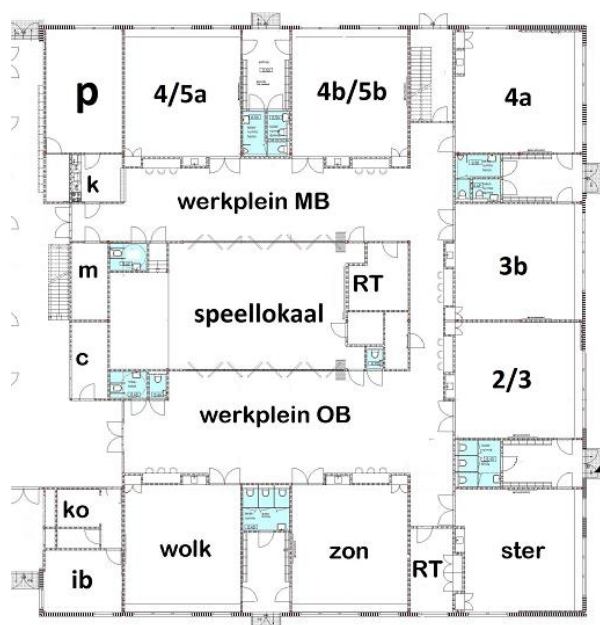 p
4/5a
4b/5b
4a
k
werkplein MB
m
RT
3b
speellokaal
c
2/3
werkplein OB
ko
wolk
zon
RT
ster
ib